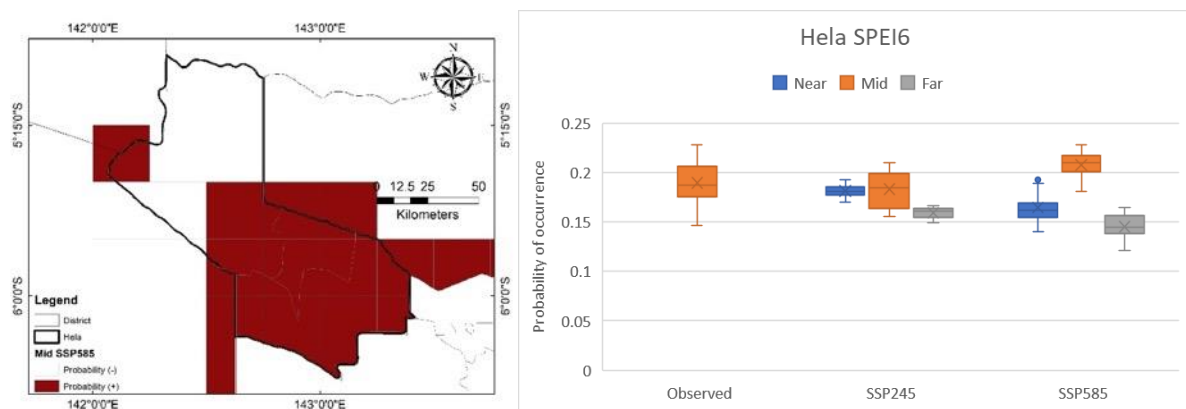 142°0'0"E 143°0'0"E
N
W E
S
5°15'0"S 5°15'0"S
0 12.5 25 50
Kilometers
6°0'0"S 6°0'0"S
Legend
District
Hela
Mid SSP585
Probability (-)
Probability (+)
142°0'0"E 143°0'0"E
Hela SPEI6
Near Mid Far
Probability of occurrence
0.25
0.2
0.15
0.1
0.05
0
Observed SSP245 SSP585